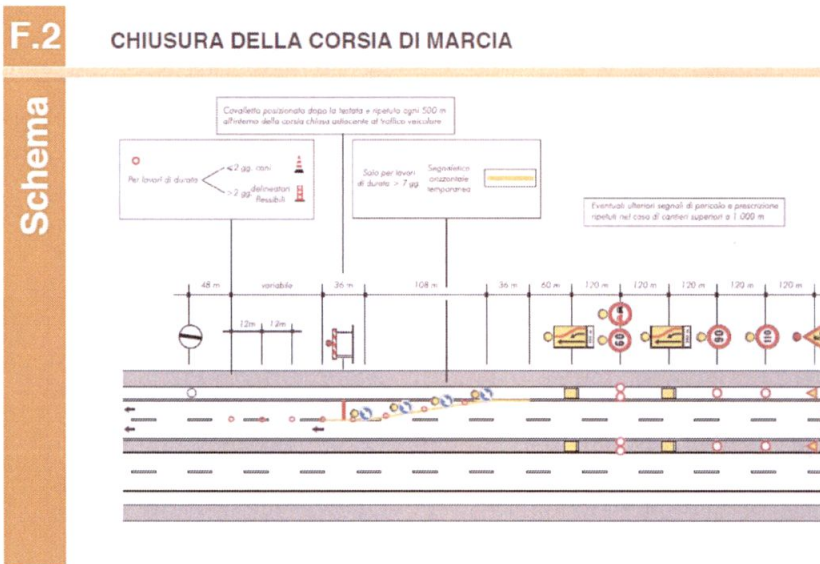 F.2
CHIUSURA DELLA CORSIA DI MARCIA
Schema
Cavalletto posizionato dopo la testata e ripetuto ogni 500 m
all'interno della corsia chiusa adiacente al traffico veicolare
Per lavori di durata
⩽2 gg. coni
>2 gg. delineatori
flessibili
Solo per lavori
di durata > 7 gg.
Segnaletica
orizzontale
temporanea
Eventuali ulteriori segnali di pericolo e prescrizione
ripetuti nel caso di cantieri superiori a 1.000 m
48 m variabile 36 m 108 m 36 m 60 m 120 m 120 m 120 m 120 m 120 m
12m 12m
60 90 110